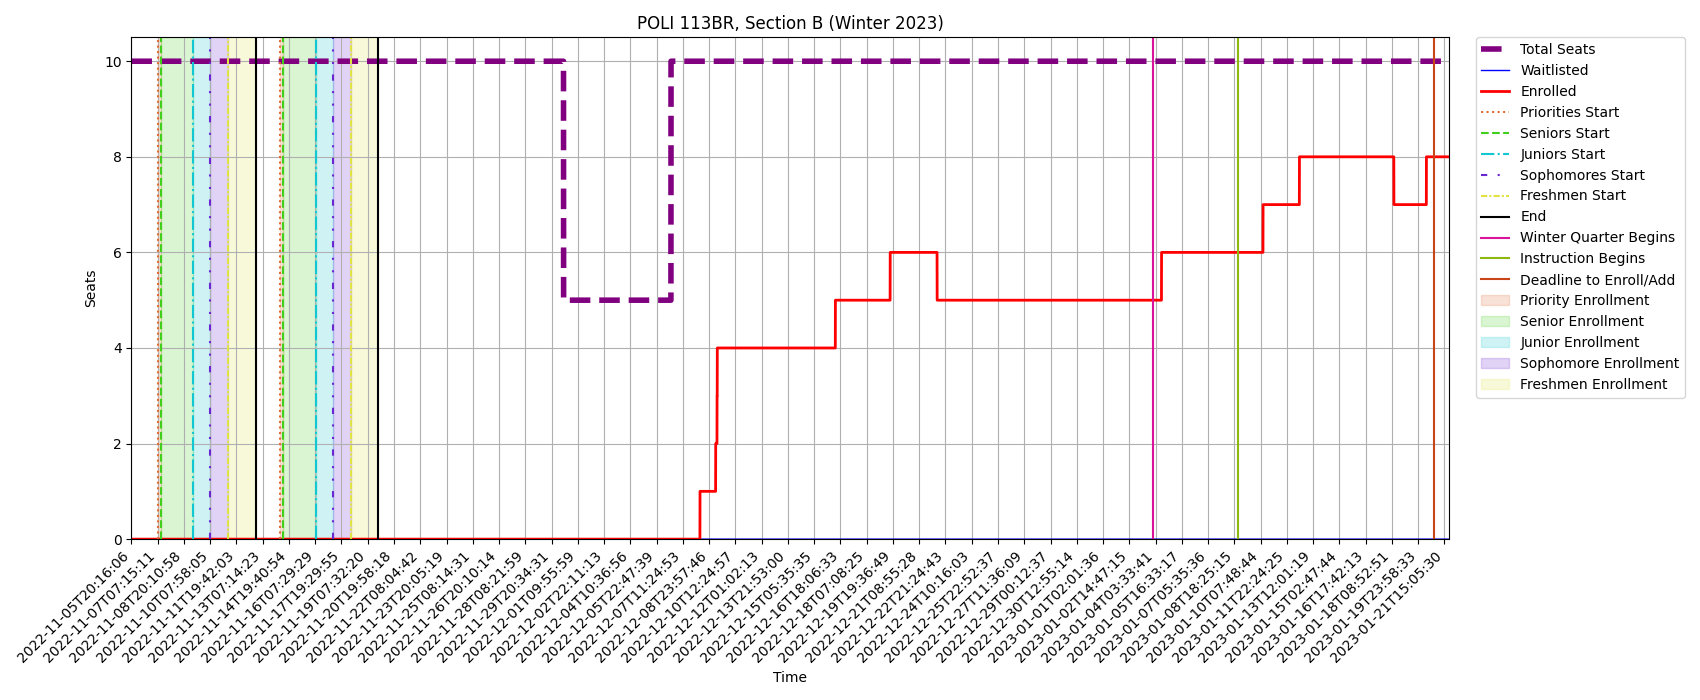 POLI 113BR, Section B (Winter 2023)
Seats
10
8
6
4
2
0
2022-11-05T20:16:06
2022-11-07T07:15:11
2022-11-08T20:10:58
2022-11-10T07:58:05
2022-11-11T19:42:03
2022-11-13T07:14:23
2022-11-14T19:40:54
2022-11-16T07:29:29
2022-11-17T19:29:55
2022-11-19T07:32:20
2022-11-20T19:58:18
2022-11-22T08:04:42
2022-11-23T20:05:19
2022-11-25T08:14:31
2022-11-26T20:10:14
2022-11-28T08:21:59
2022-11-29T20:34:31
2022-12-01T09:55:59
2022-12-02T22:11:13
2022-12-04T10:36:56
2022-12-05T22:47:39
2022-12-07T11:24:53
2022-12-08T23:57:46
2022-12-10T12:24:57
2022-12-12T01:02:13
2022-12-13T21:53:00
2022-12-15T05:35:35
2022-12-16T18:06:33
2022-12-18T07:08:25
2022-12-19T19:36:49
2022-12-21T08:55:28
2022-12-22T21:24:43
2022-12-24T10:16:03
2022-12-25T22:52:37
2022-12-27T11:36:09
2022-12-29T00:12:37
2022-12-30T12:55:14
2023-01-01T02:01:36
2023-01-02T14:47:15
2023-01-04T03:33:41
2023-01-05T16:33:17
2023-01-07T05:35:36
2023-01-08T18:25:15
2023-01-10T07:48:44
2023-01-11T22:24:25
2023-01-13T12:01:19
2023-01-15T02:47:44
2023-01-16T17:42:13
2023-01-18T08:52:51
2023-01-19T23:58:33
2023-01-21T15:05:30
Time
Total Seats
Waitlisted
Enrolled
Priorities Start
Seniors Start
Juniors Start
Sophomores Start
Freshmen Start
End
Winter Quarter Begins
Instruction Begins
Deadline to Enroll/Add
Priority Enrollment
Senior Enrollment
Junior Enrollment
Sophomore Enrollment
Freshmen Enrollment